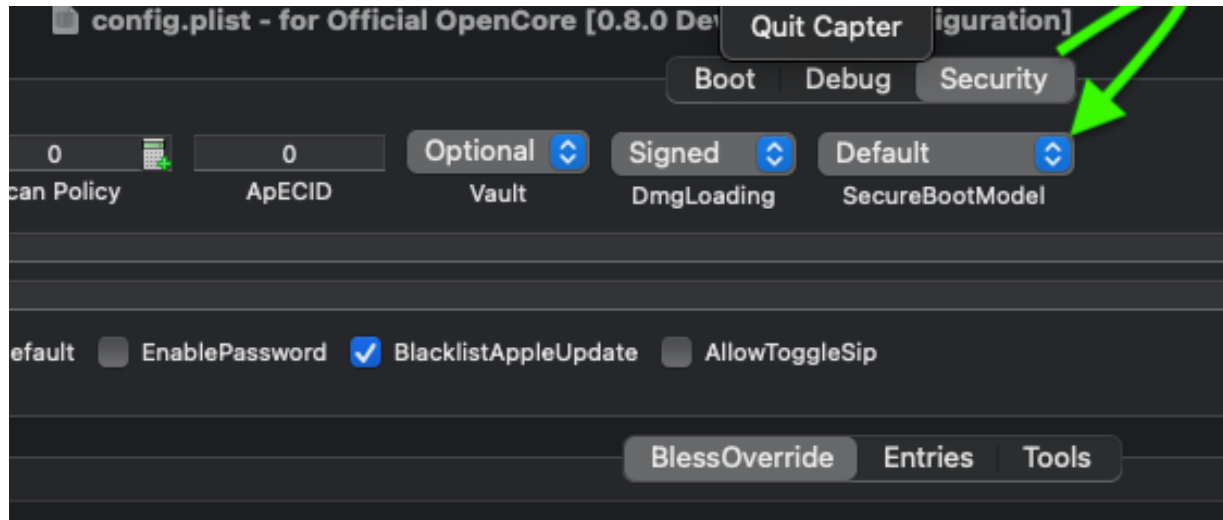 config.plist - for Official OpenCore [0.8.0 De iguration]
Quit Capter
Boot Debug Security
0 0 Optional Signed Default
can Policy ApECID Vault DmgLoading SecureBootModel
efault EnablePassword BlacklistAppleUpdate AllowToggleSip
BlessOverride Entries Tools